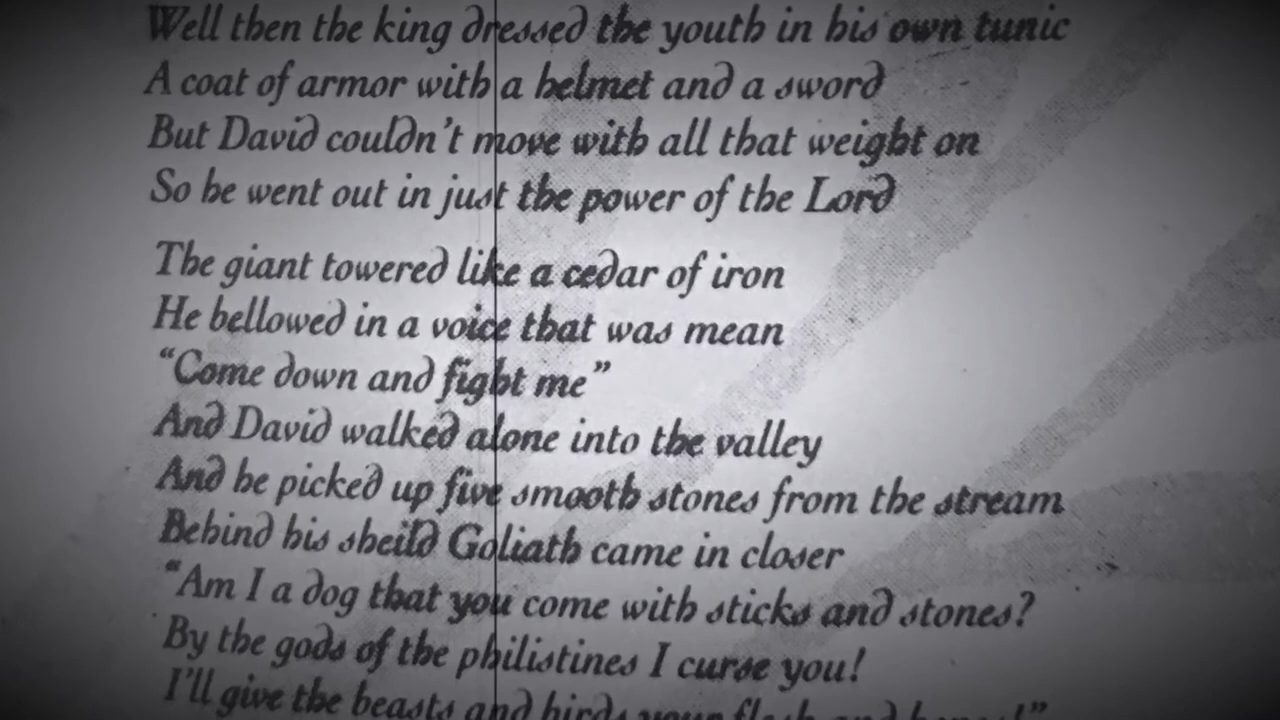 Well then the king dressed the youth in his own tunic
A coat of armor with a helmet and a sword
But David couldn't move with all that weight on
So he went out in just the power of the Lord
The giant towered like a cedar of iron
He bellowed in a voice that was mean
“Come down and fight me”
And David walked alone into the valley
And he picked up five smooth stones from the stream
Behind his sheild Goliath came in closer
“Am I a dog that you come with sticks and stones?
By the gods of the philistines I curse you!
I'll give the beasts and birds your flesh and bones!”